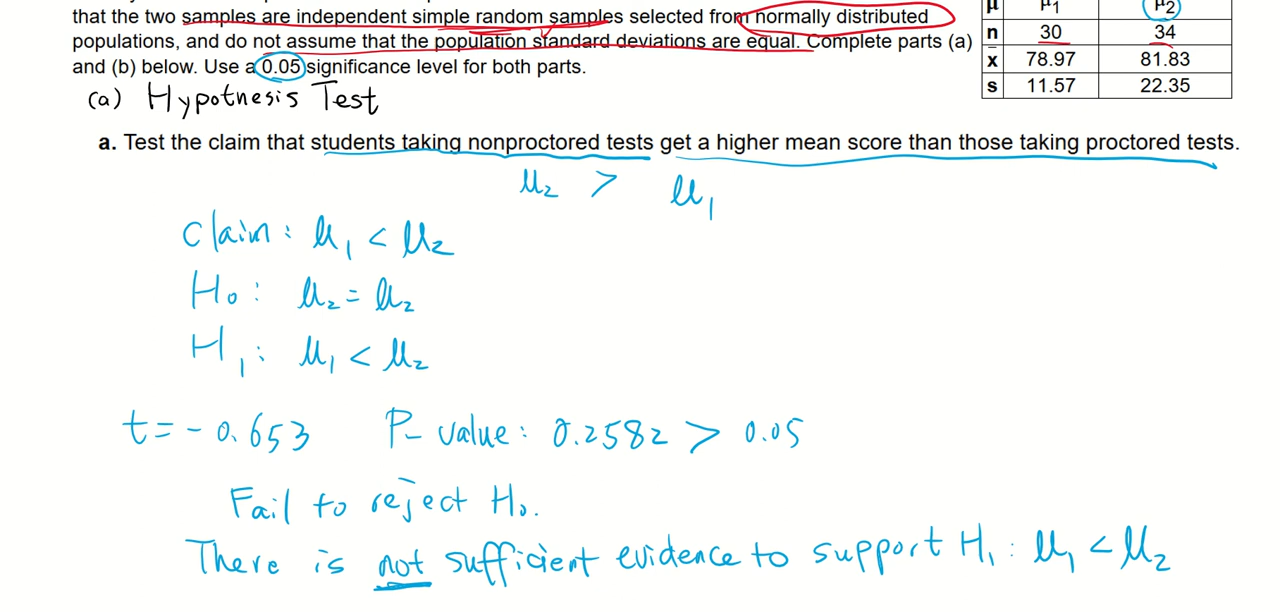 that the two samples are independent simple random samples selected from normally distributed
populations, and do not assume that the population standard deviations are equal. Complete parts (a)
and (b) below. Use a 0.05 significance level for both parts.
μ μ1 μ2
n 30 34
x̄ 78.97 81.83
s 11.57 22.35
(a) Hypotnesis Test
a. Test the claim that students taking nonproctored tests get a higher mean score than those taking proctored tests.
μ2 > μ1
Claim: μ1 < μ2
H0: μ2 = μ2
H1: μ1 < μ2
t = -0.653 P-value: 0.2582 > 0.05
Fail to reject H0.
There is not sufficient evidence to support H1: μ1 < μ2